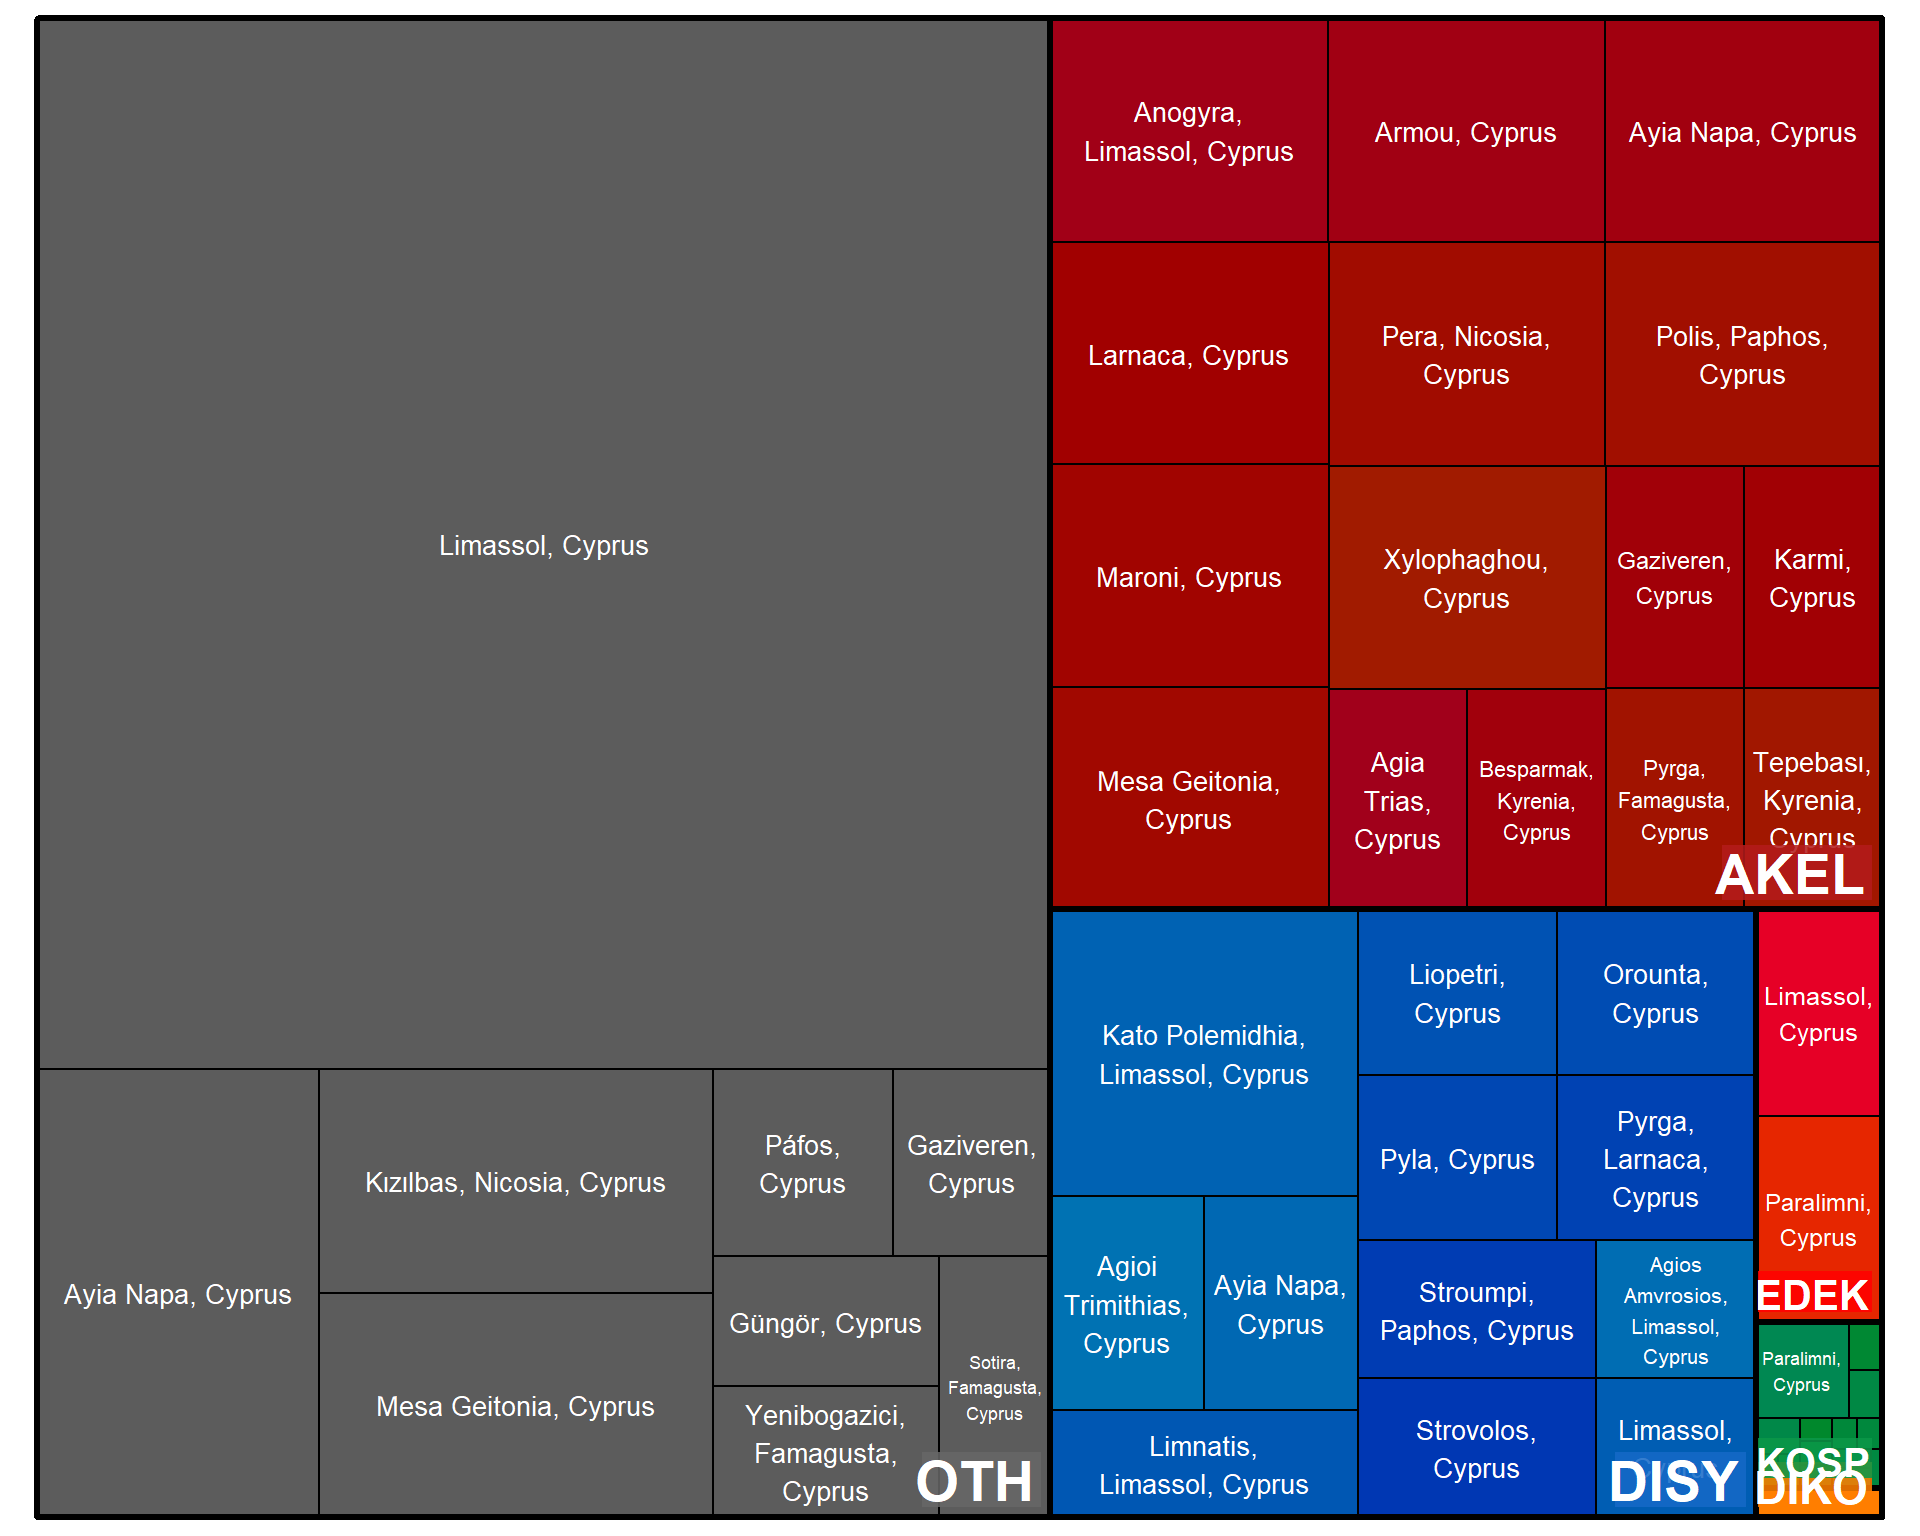 Limassol, Cyprus
Ayia Napa, Cyprus
Kızılbas, Nicosia, Cyprus
Mesa Geitonia, Cyprus
Páfos,
Cyprus
Gaziveren,
Cyprus
Güngör, Cyprus
Yenibogazici,
Famagusta,
Cyprus
Sotira,
Famagusta,
Cyprus
OTH
Anogyra,
Limassol, Cyprus
Armou, Cyprus
Ayia Napa, Cyprus
Larnaca, Cyprus
Pera, Nicosia,
Cyprus
Polis, Paphos,
Cyprus
Maroni, Cyprus
Xylophaghou,
Cyprus
Gaziveren,
Cyprus
Karmi,
Cyprus
Mesa Geitonia,
Cyprus
Agia
Trias,
Cyprus
Besparmak,
Kyrenia,
Cyprus
Pyrga,
Famagusta,
Cyprus
Tepebası,
Kyrenia,
Cyprus
AKEL
Kato Polemidhia,
Limassol, Cyprus
Liopetri,
Cyprus
Orounta,
Cyprus
Pyla, Cyprus
Pyrga,
Larnaca,
Cyprus
Agioi
Trimithias,
Cyprus
Ayia Napa,
Cyprus
Limnatis,
Limassol, Cyprus
Stroumpi,
Paphos, Cyprus
Agios
Amvrosios,
Limassol,
Cyprus
Strovolos,
Cyprus
Limassol,
DISY
Limassol,
Cyprus
Paralimni,
Cyprus
EDEK
Paralimni,
Cyprus
KOSP
DIKO